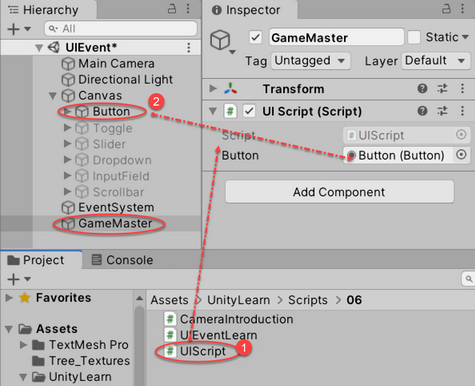 Hierarchy
All
UIEvent*
Main Camera
Directional Light
Canvas
Button
2
Toggle
Slider
Dropdown
InputField
Scrollbar
EventSystem
GameMaster
Inspector
GameMaster
Static
Tag Untagged Layer Default
Transform
# UI Script (Script)
Script # UIScript
Button Button (Button)
Add Component
Project Console
Favorites
Assets
TextMesh Pro
Tree_Textures
UnityLearn
Assets > UnityLearn > Scripts > 06
# CameraIntroduction
# UIEventLearn
# UIScript
1